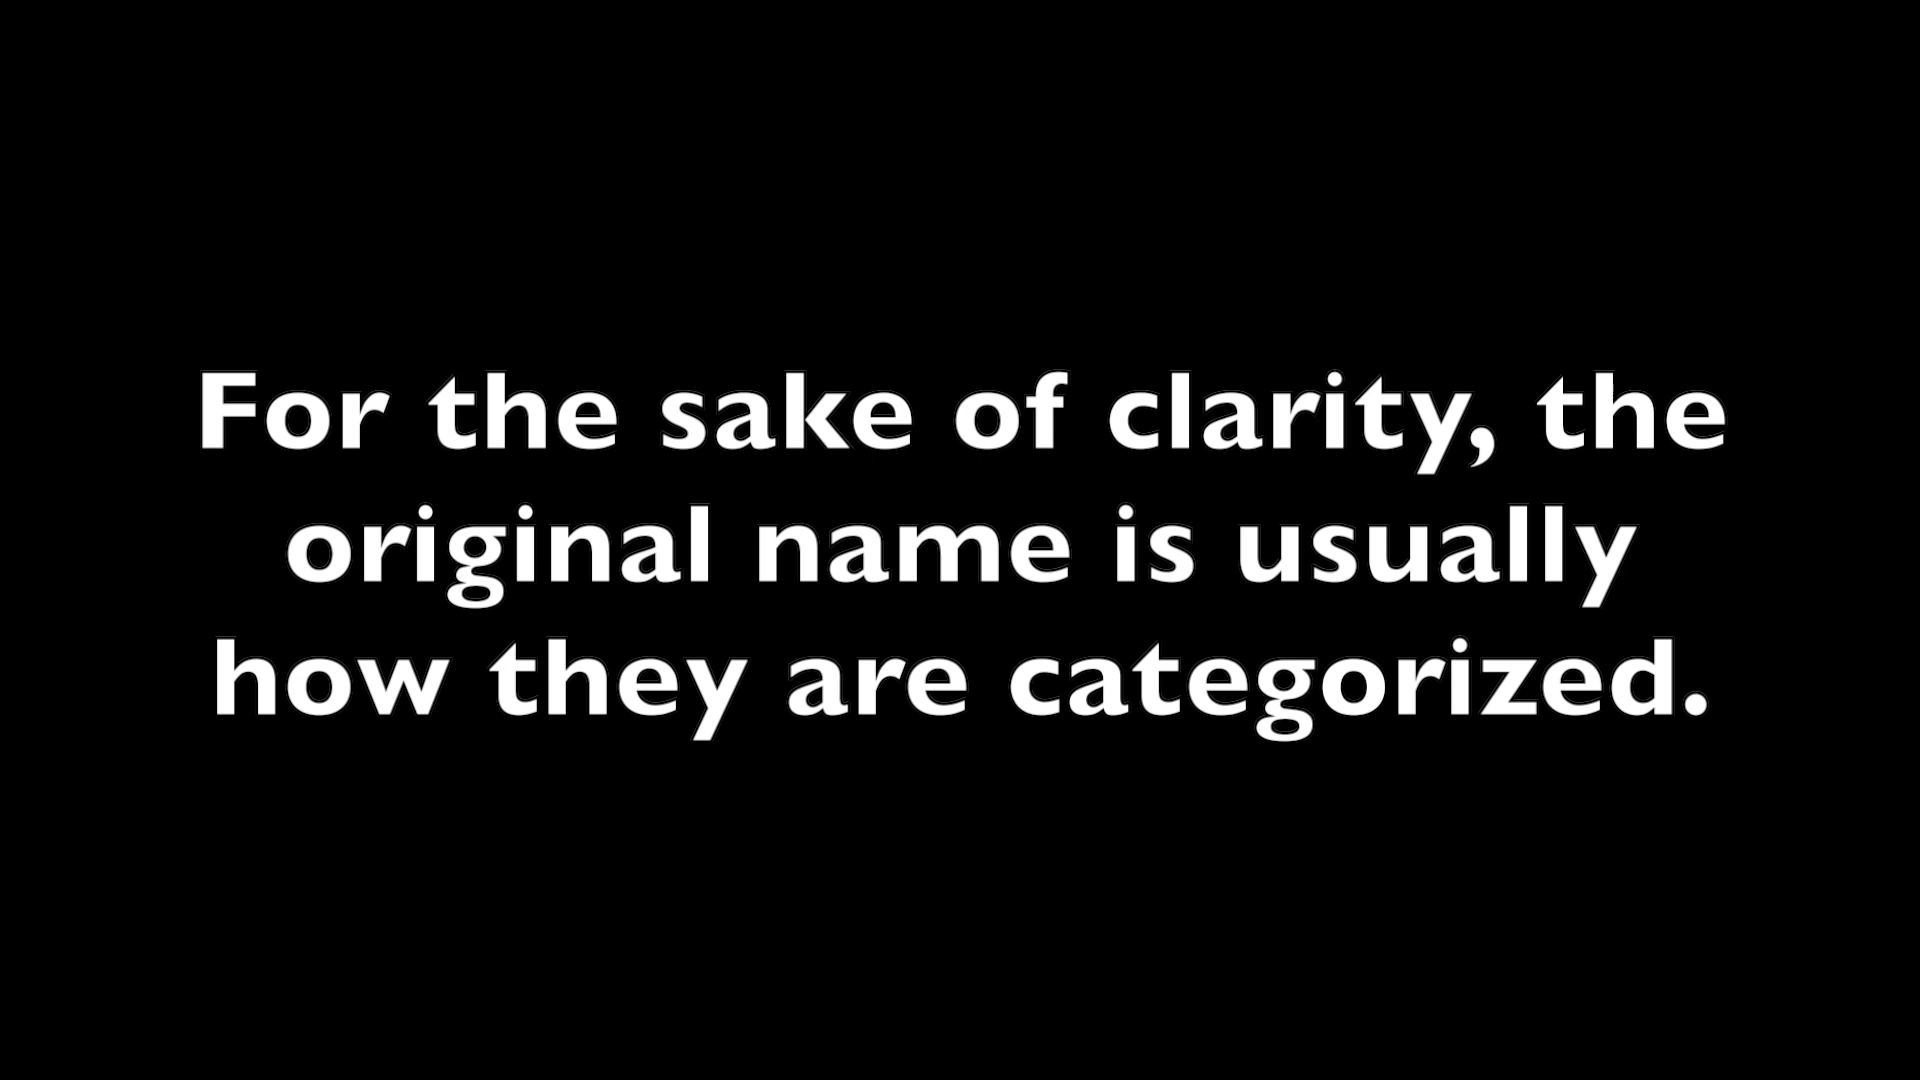 For the sake of clarity, the
original name is usually
how they are categorized.